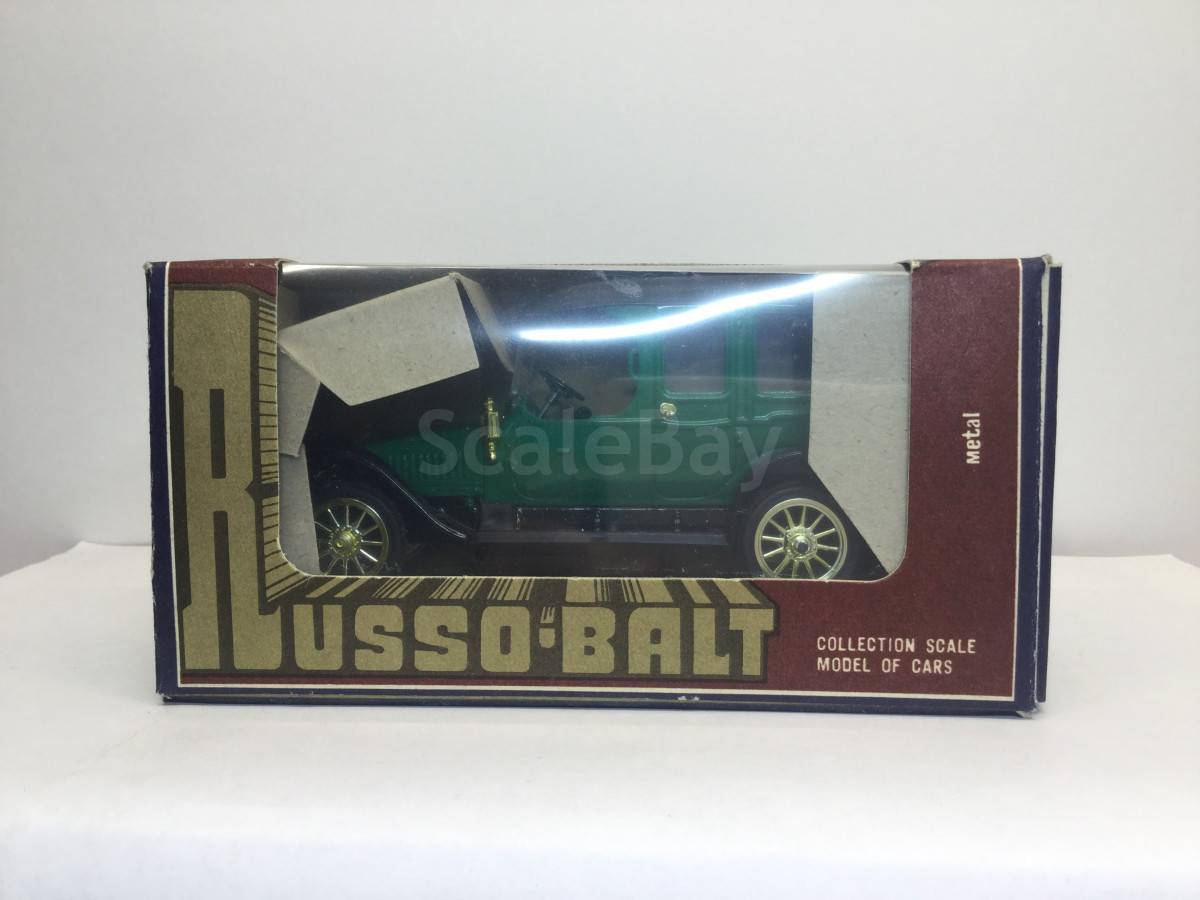 ScaleBay
Metal
RUSSO-BALT
COLLECTION SCALE
MODEL OF CARS